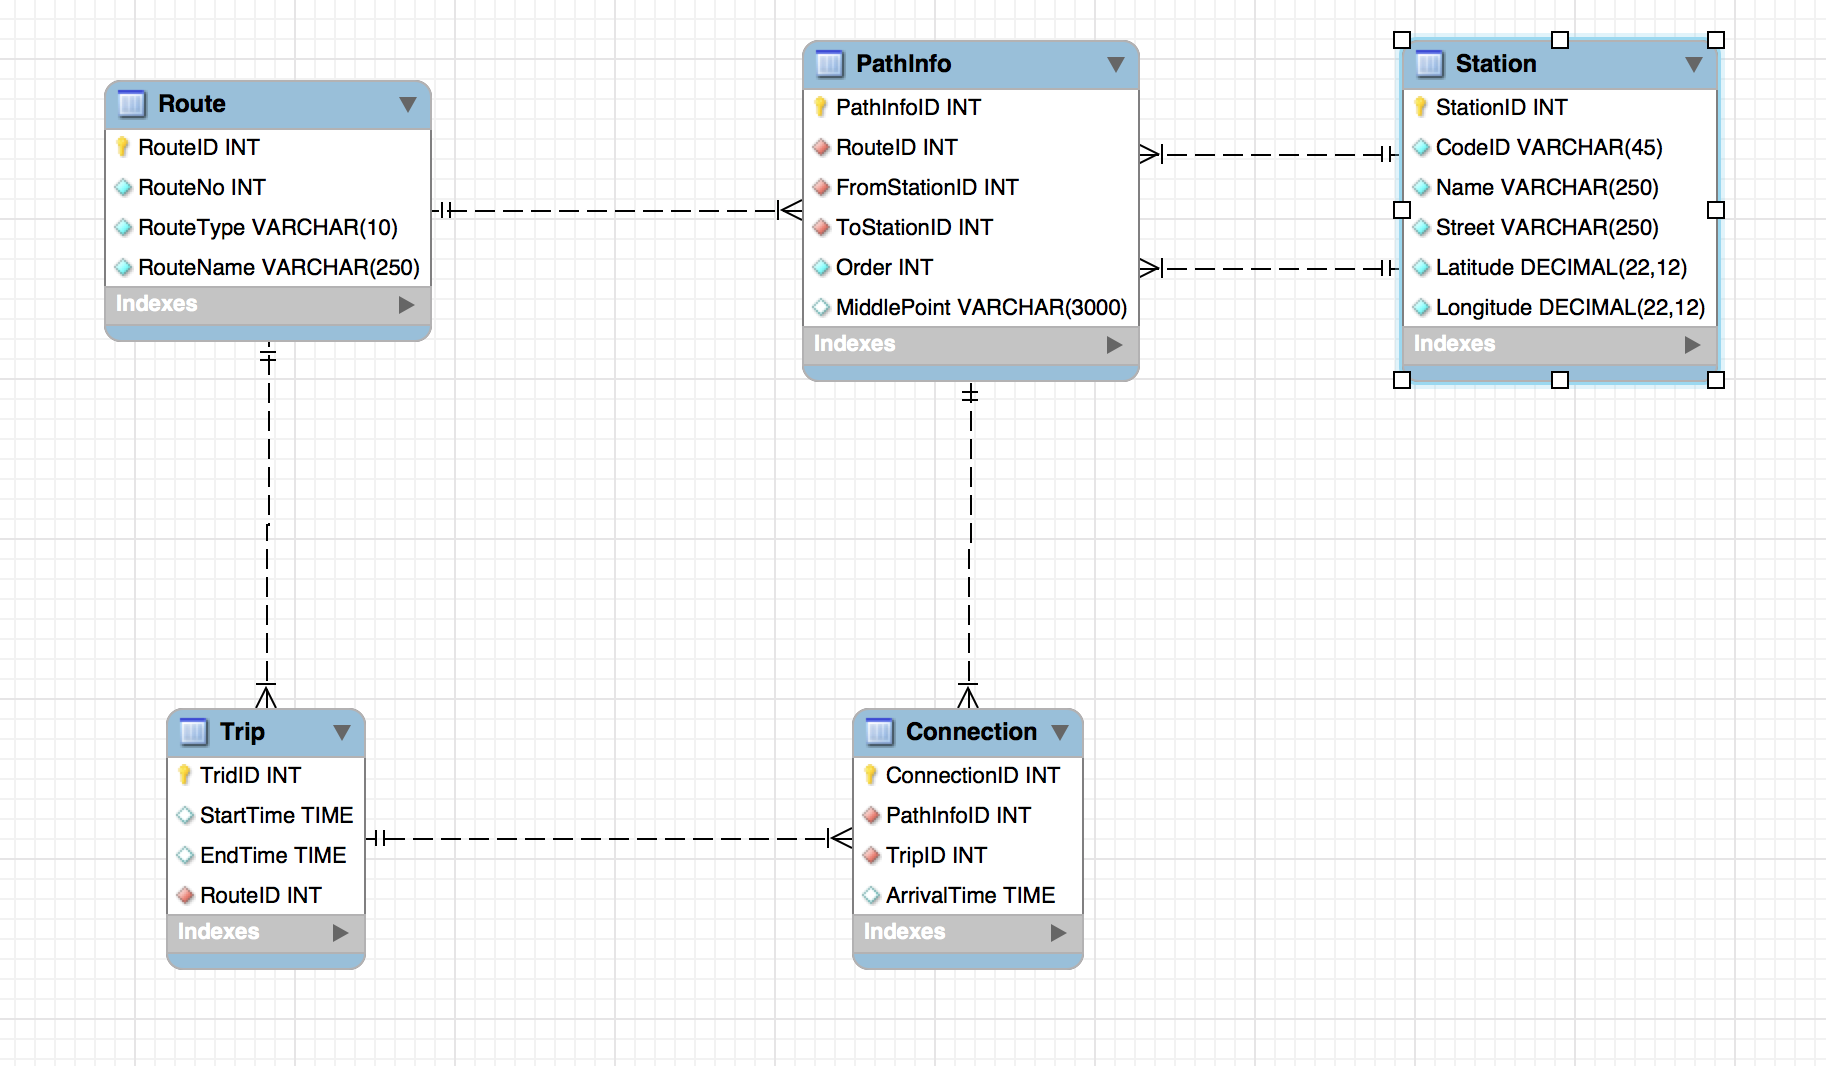 Route
RouteID INT
RouteNo INT
RouteType VARCHAR(10)
RouteName VARCHAR(250)
Indexes
PathInfo
PathInfoID INT
RouteID INT
FromStationID INT
ToStationID INT
Order INT
MiddlePoint VARCHAR(3000)
Indexes
Station
StationID INT
CodeID VARCHAR(45)
Name VARCHAR(250)
Street VARCHAR(250)
Latitude DECIMAL(22,12)
Longitude DECIMAL(22,12)
Indexes
Trip
TridID INT
StartTime TIME
EndTime TIME
RouteID INT
Indexes
Connection
ConnectionID INT
PathInfoID INT
TripID INT
ArrivalTime TIME
Indexes